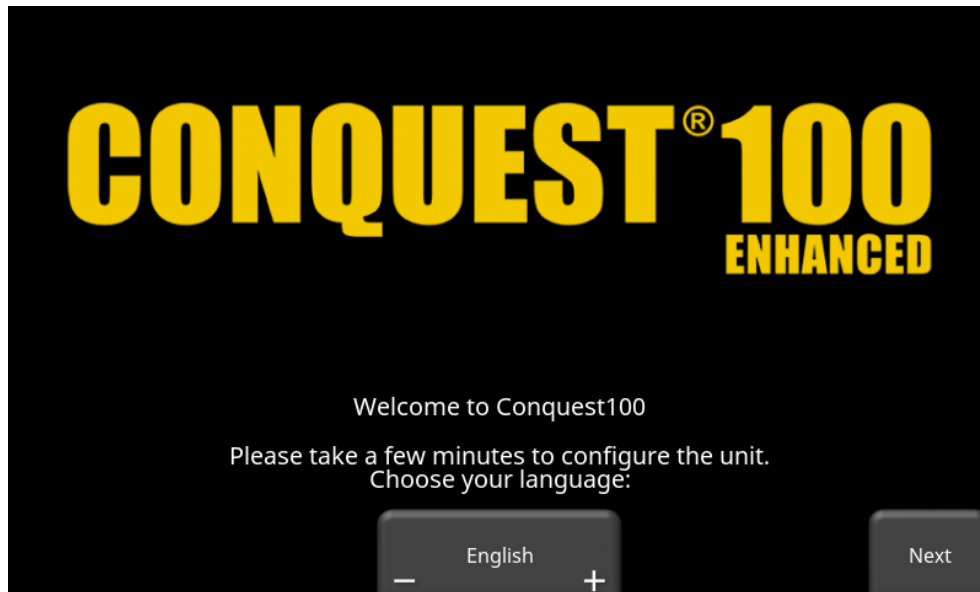 CONQUEST® 100
ENHANCED
Welcome to Conquest100
Please take a few minutes to configure the unit.
Choose your language:
English
− +
Next